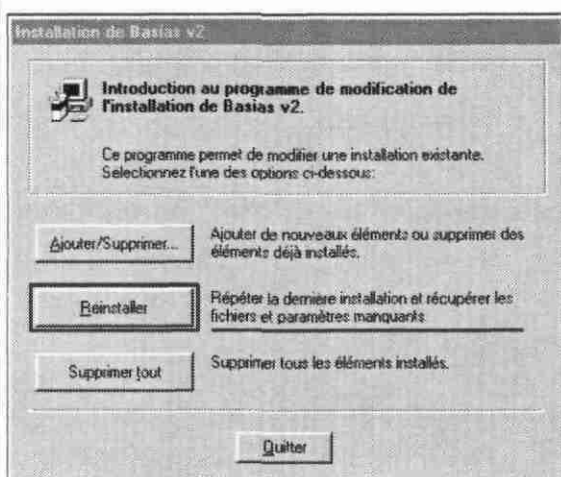 Installation de Basias v2
Introduction au programme de modification de
l'installation de Basias v2.
Ce programme permet de modifier une installation existante.
Selectionnez l'une des options ci-dessous:
Ajouter/Supprimer...
Ajouter de nouveaux éléments ou supprimer des
éléments déjà installés.
Reinstaller
Répéter la dernière installation et récupérer les
fichiers et paramètres manquants
Supprimer tout
Supprimer tous les éléments installés.
Quitter